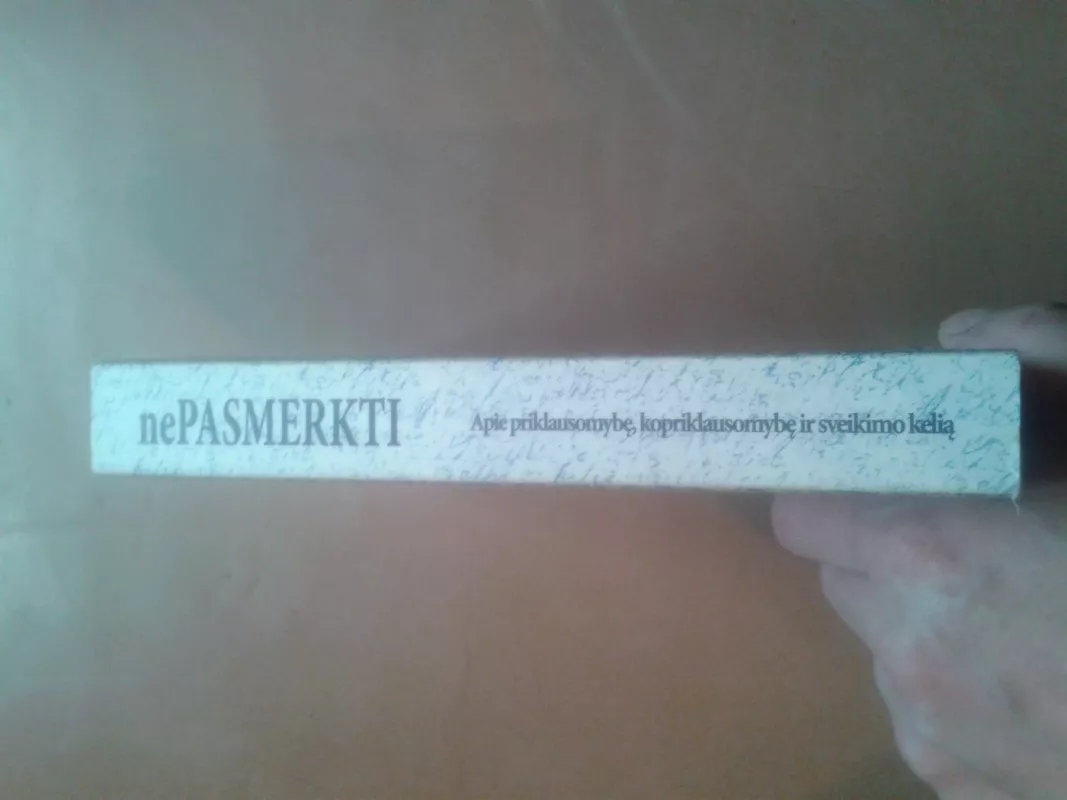 nePASMERKTI
Apie priklausomybę, kopriklausomybę ir sveikimo kelią